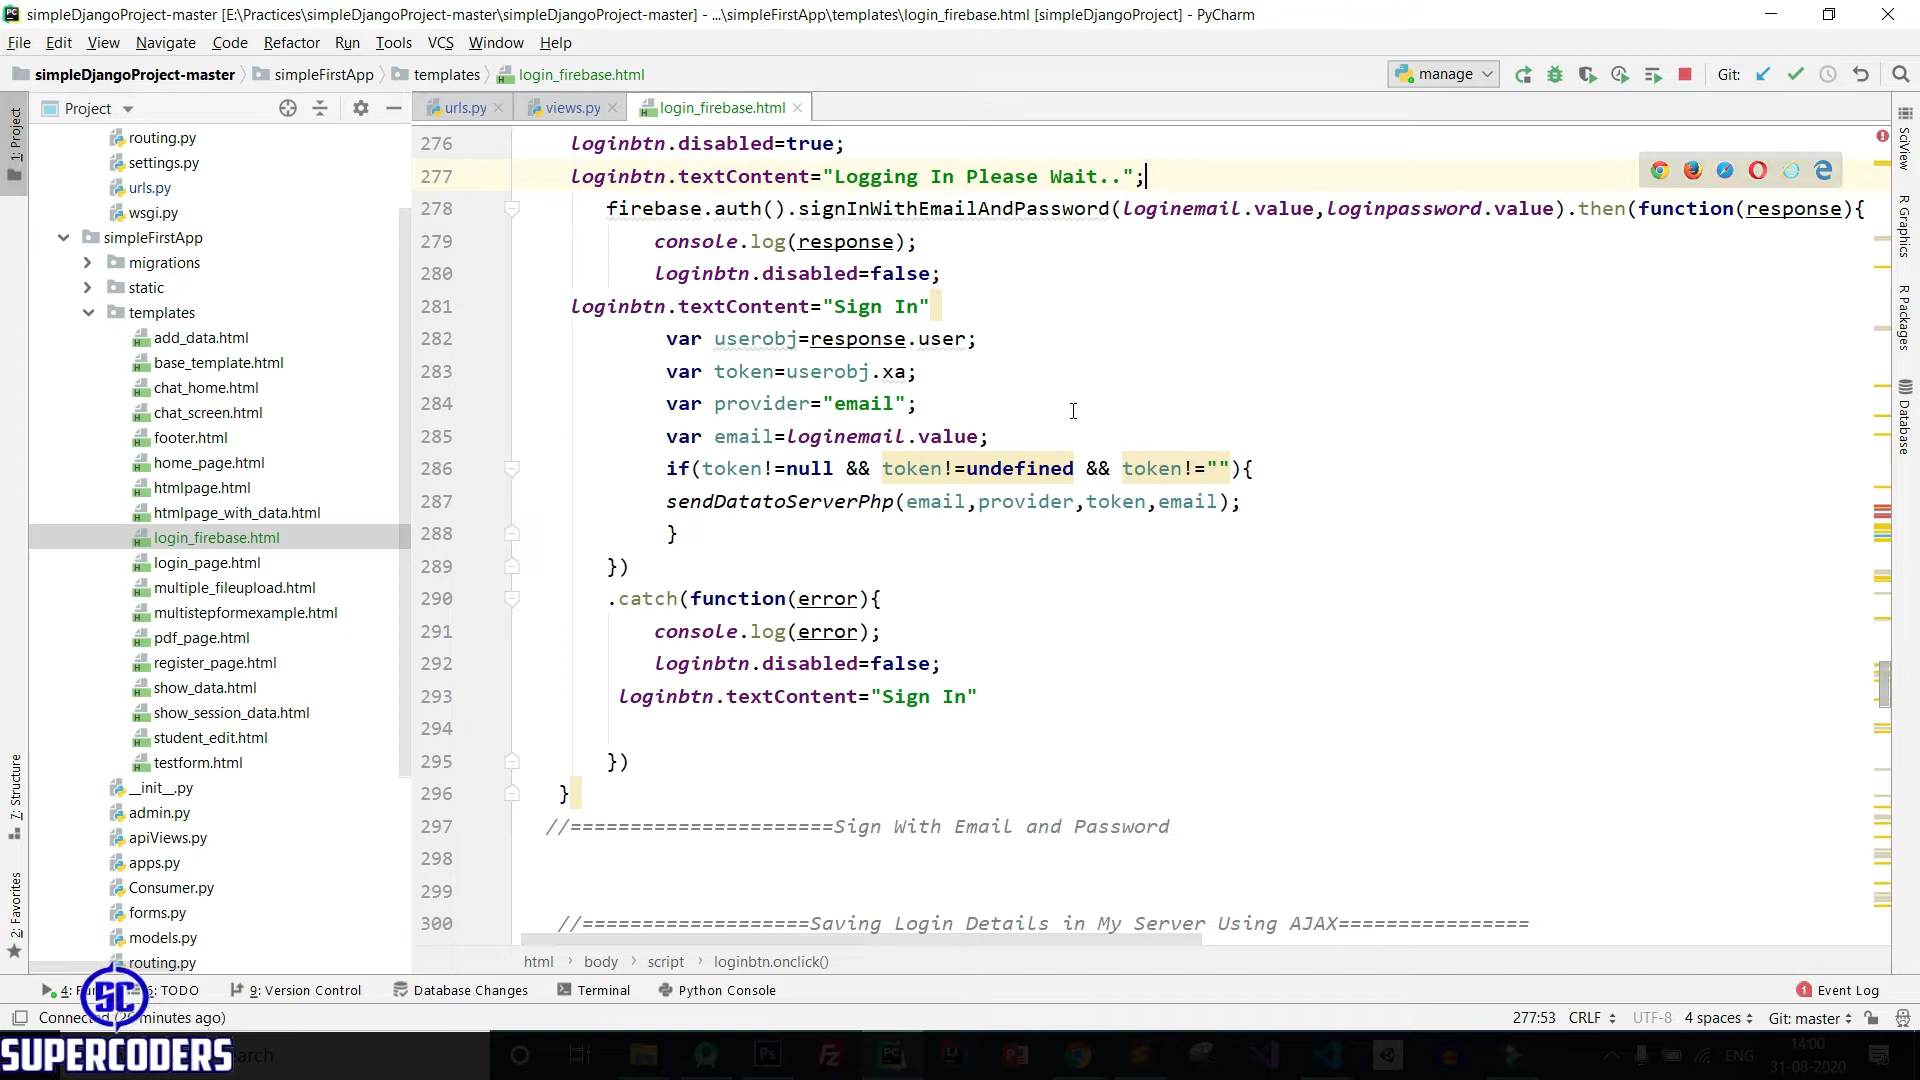 simpleDjangoProject-master [E:\Practices\simpleDjangoProject-master\simpleDjangoProject-master] - ...\simpleFirstApp\templates\login_firebase.html [simpleDjangoProject] - PyCharm
File Edit View Navigate Code Refactor Run Tools VCS Window Help
simpleDjangoProject-master simpleFirstApp templates login_firebase.html manage Git:
Project urls.py views.py login_firebase.html
1: Project
7: Structure
2: Favorites
SciView
R Graphics
R Packages
Database
routing.py
settings.py
urls.py
wsgi.py
simpleFirstApp
migrations
static
templates
add_data.html
base_template.html
chat_home.html
chat_screen.html
footer.html
home_page.html
htmlpage.html
htmlpage_with_data.html
login_firebase.html
login_page.html
multiple_fileupload.html
multistepformexample.html
pdf_page.html
register_page.html
show_data.html
show_session_data.html
student_edit.html
testform.html
__init__.py
admin.py
apiViews.py
apps.py
Consumer.py
forms.py
models.py
routing.py
276 loginbtn.disabled=true;
277 loginbtn.textContent="Logging In Please Wait..";
278 firebase.auth().signInWithEmailAndPassword(loginemail.value,loginpassword.value).then(function(response){
279 console.log(response);
280 loginbtn.disabled=false;
281 loginbtn.textContent="Sign In"
282 var userobj=response.user;
283 var token=userobj.xa;
284 var provider="email";
285 var email=loginemail.value;
286 if(token!=null && token!=undefined && token!=""){
287 sendDatatoServerPhp(email,provider,token,email);
288 }
289 })
290 .catch(function(error){
291 console.log(error);
292 loginbtn.disabled=false;
293 loginbtn.textContent="Sign In"
294
295 })
296 }
297 //======================Sign With Email and Password
298
299
300 //===================Saving Login Details in My Server Using AJAX================
html body script loginbtn.onclick()
4: TODO 9: Version Control Database Changes Terminal Python Console 1 Event Log
minutes ago) 277:53 CRLF UTF-8 4 spaces Git: master
SC
SUPERCODERS
ENG
14:00
31-08-2020